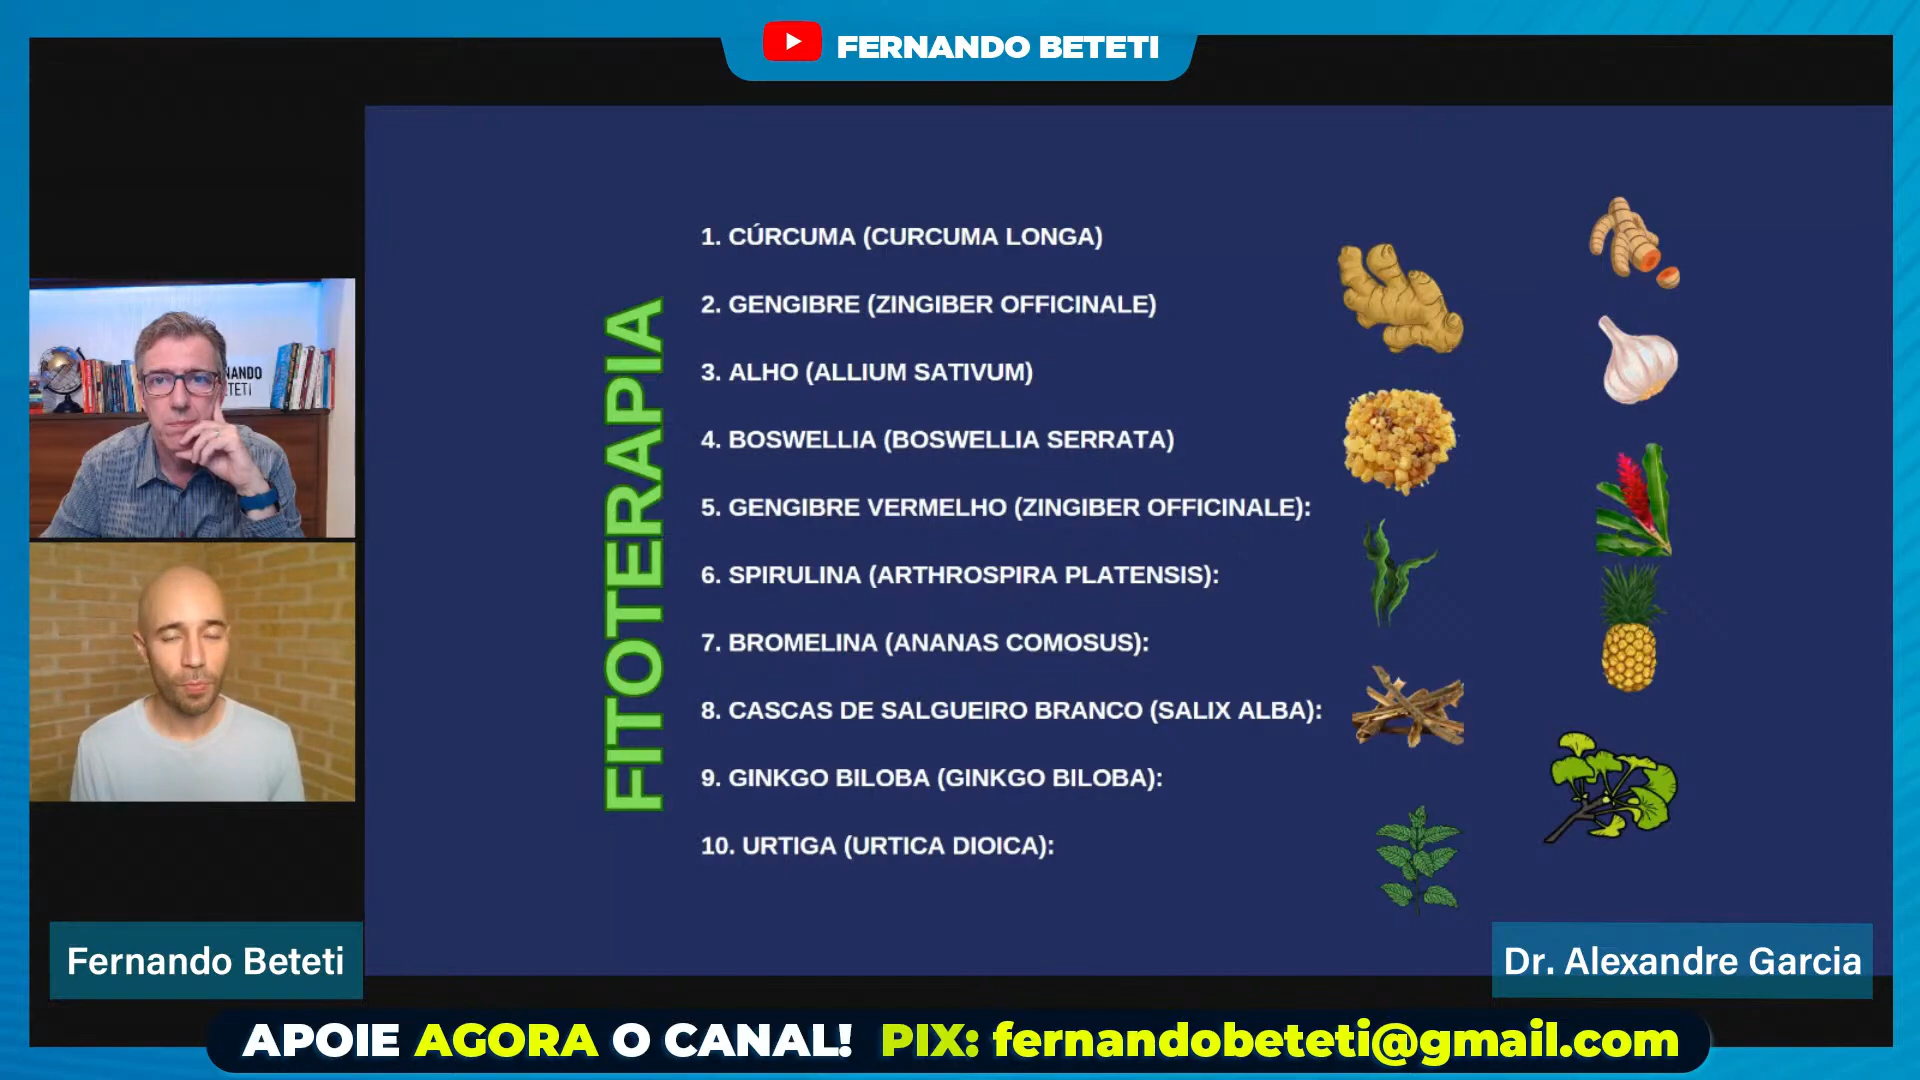 FERNANDO BETETI
NANDO
ETETI
FITOTERAPIA
1. CÚRCUMA (CURCUMA LONGA)
2. GENGIBRE (ZINGIBER OFFICINALE)
3. ALHO (ALLIUM SATIVUM)
4. BOSWELLIA (BOSWELLIA SERRATA)
5. GENGIBRE VERMELHO (ZINGIBER OFFICINALE):
6. SPIRULINA (ARTHROSPIRA PLATENSIS):
7. BROMELINA (ANANAS COMOSUS):
8. CASCAS DE SALGUEIRO BRANCO (SALIX ALBA):
9. GINKGO BILOBA (GINKGO BILOBA):
10. URTIGA (URTICA DIOICA):
Fernando Beteti
Dr. Alexandre Garcia
APOIE AGORA O CANAL! PIX: fernandobeteti@gmail.com